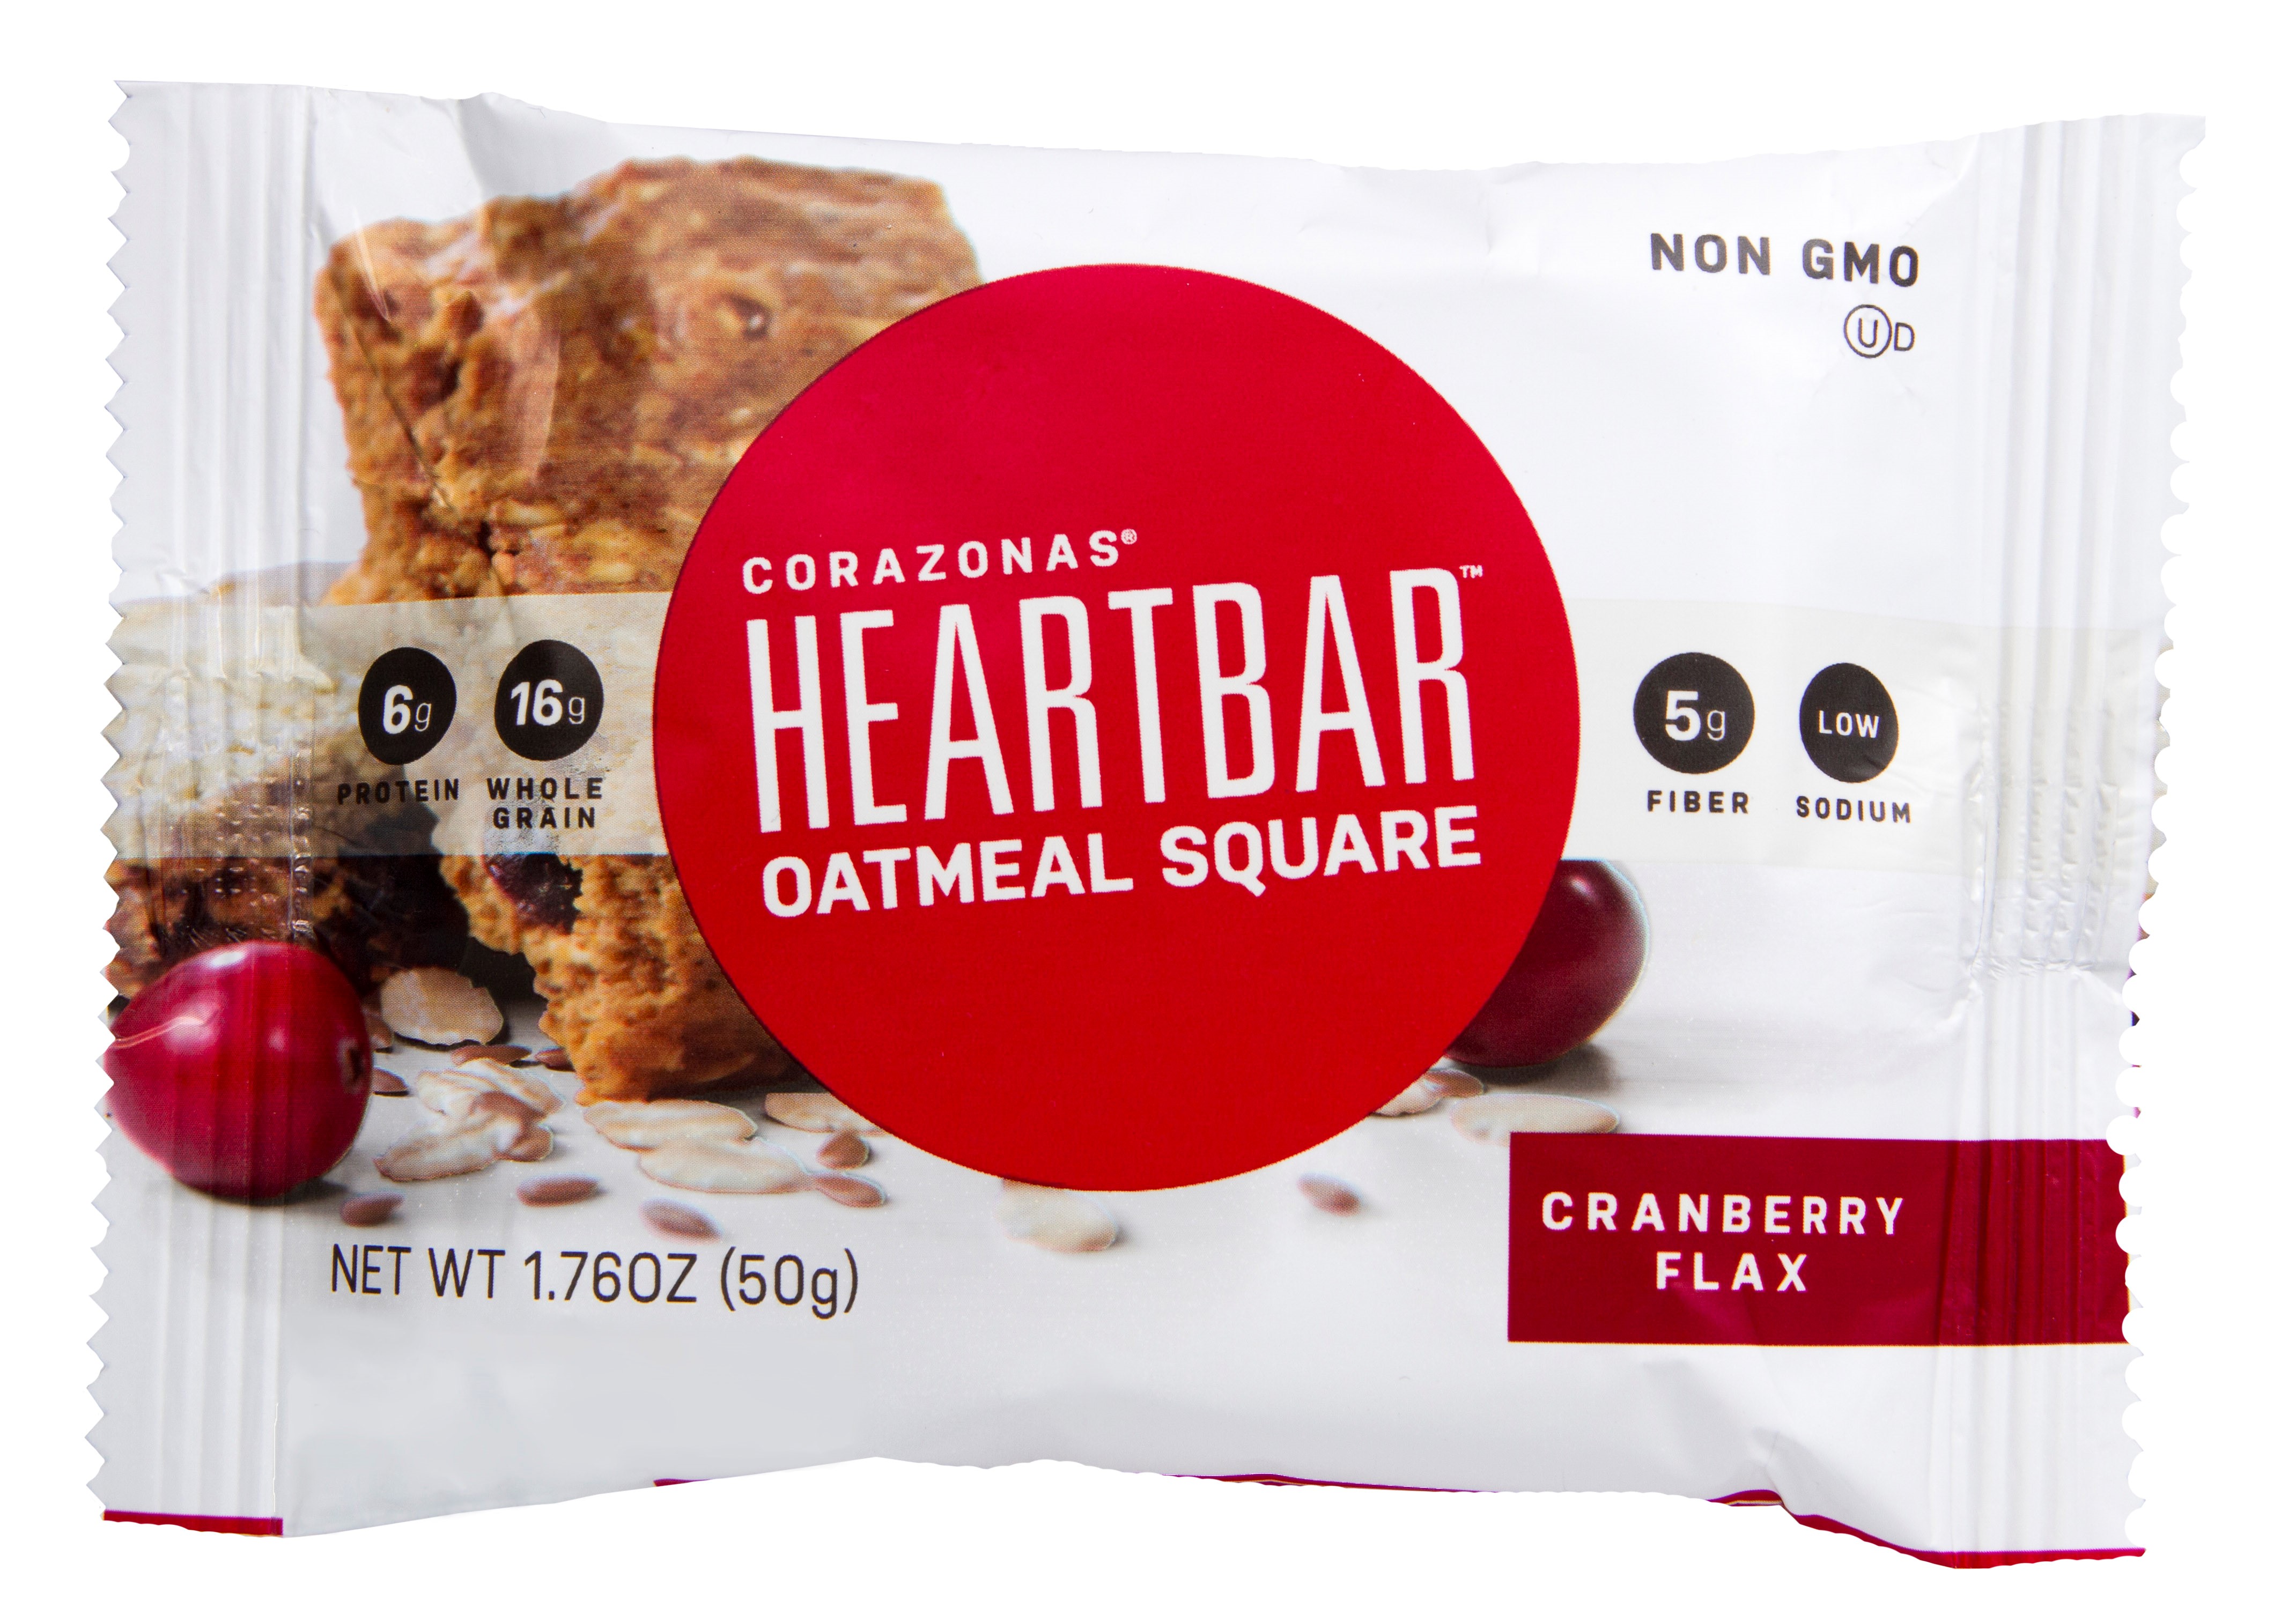 NON GMO
ⓊD
CORAZONAS®
HEARTBAR™
OATMEAL SQUARE
6g
PROTEIN
16g
WHOLE
GRAIN
5g
FIBER
LOW
SODIUM
CRANBERRY
FLAX
NET WT 1.76OZ (50g)